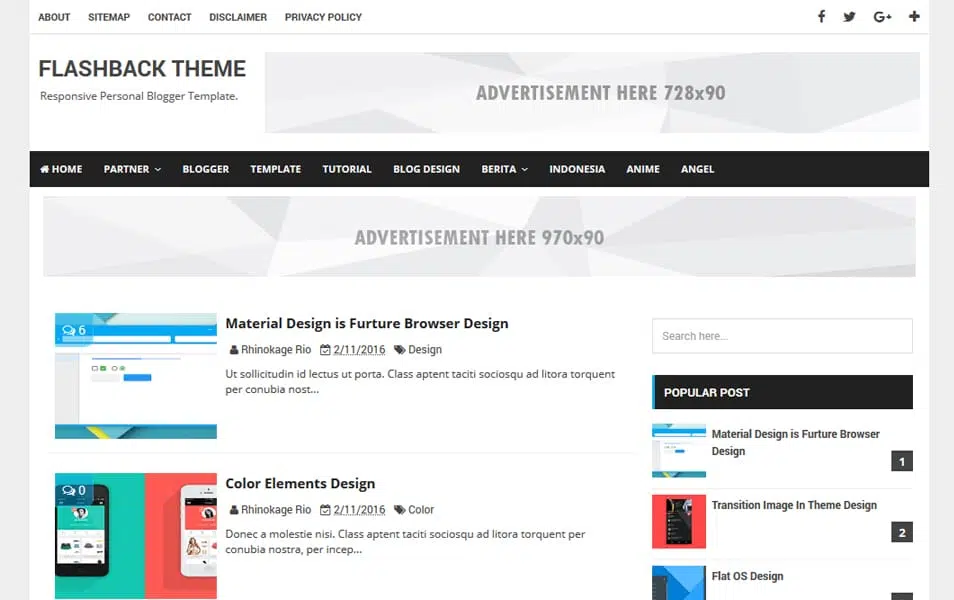 ABOUT SITEMAP CONTACT DISCLAIMER PRIVACY POLICY
FLASHBACK THEME
Responsive Personal Blogger Template.
ADVERTISEMENT HERE 728x90
HOME PARTNER BLOGGER TEMPLATE TUTORIAL BLOG DESIGN BERITA INDONESIA ANIME ANGEL
ADVERTISEMENT HERE 970x90
6
Material Design is Furture Browser Design
Rhinokage Rio 2/11/2016 Design
Ut sollicitudin id lectus ut porta. Class aptent taciti sociosqu ad litora torquent
per conubia nost...
0
Color Elements Design
Rhinokage Rio 2/11/2016 Color
Donec a molestie nisi. Class aptent taciti sociosqu ad litora torquent per
conubia nostra, per incep...
Search here...
POPULAR POST
Material Design is Furture Browser
Design
1
Transition Image In Theme Design
2
Flat OS Design